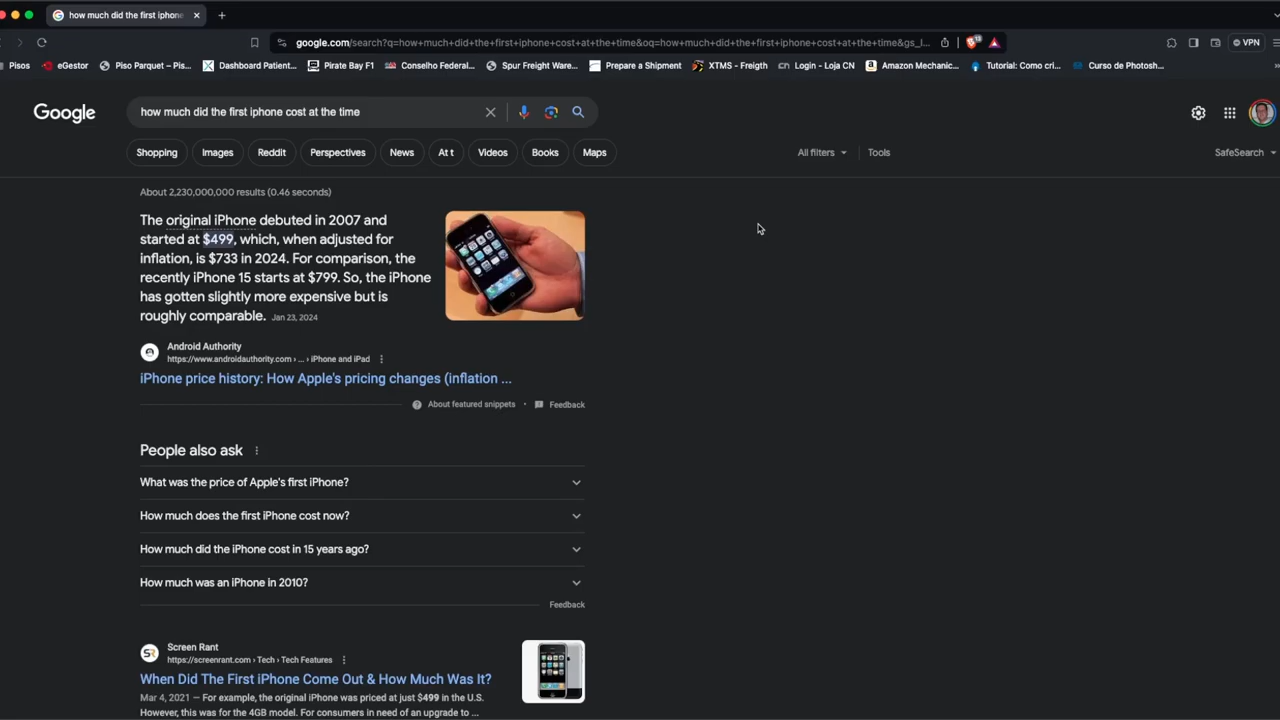 how much did the first iphone
google.com/search?q=how+much+did+the+first+iphone+cost+at+the+time&oq=how+much+did+the+first+iphone+cost+at+the+time&gs_l...
VPN
Pisos
eGestor
Piso Parquet – Pis...
Dashboard Patient...
Pirate Bay F1
Conselho Federal...
Spur Freight Ware...
Prepare a Shipment
XTMS - Freigth
Login - Loja CN
Amazon Mechanic...
Tutorial: Como cri...
Curso de Photosh...
Google
how much did the first iphone cost at the time
Shopping
Images
Reddit
Perspectives
News
At t
Videos
Books
Maps
All filters
Tools
SafeSearch
About 2,230,000,000 results (0.46 seconds)
The original iPhone debuted in 2007 and
started at $499, which, when adjusted for
inflation, is $733 in 2024. For comparison, the
recently iPhone 15 starts at $799. So, the iPhone
has gotten slightly more expensive but is
roughly comparable. Jan 23, 2024
Android Authority
https://www.androidauthority.com › ... › iPhone and iPad
iPhone price history: How Apple's pricing changes (inflation ...
About featured snippets • Feedback
People also ask
What was the price of Apple's first iPhone?
How much does the first iPhone cost now?
How much did the iPhone cost in 15 years ago?
How much was an iPhone in 2010?
Feedback
Screen Rant
https://screenrant.com › Tech › Tech Features
When Did The First iPhone Come Out & How Much Was It?
Mar 4, 2021 — For example, the original iPhone was priced at just $499 in the U.S.
However, this was for the 4GB model. For consumers in need of an upgrade to ...